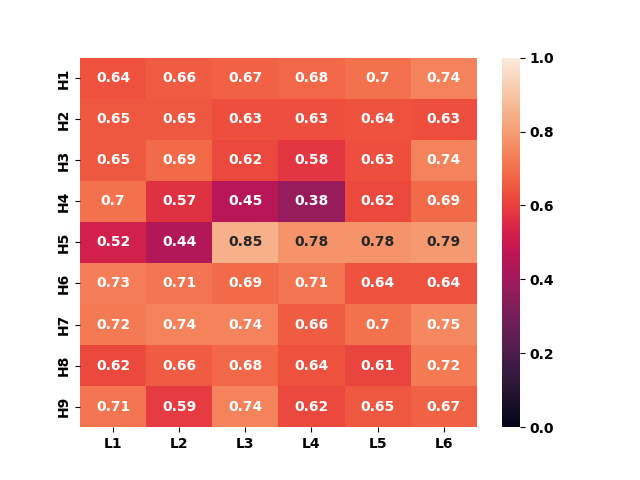 H1 0.64 0.66 0.67 0.68 0.7 0.74
H2 0.65 0.65 0.63 0.63 0.64 0.63
H3 0.65 0.69 0.62 0.58 0.63 0.74
H4 0.7 0.57 0.45 0.38 0.62 0.69
H5 0.52 0.44 0.85 0.78 0.78 0.79
H6 0.73 0.71 0.69 0.71 0.64 0.64
H7 0.72 0.74 0.74 0.66 0.7 0.75
H8 0.62 0.66 0.68 0.64 0.61 0.72
H9 0.71 0.59 0.74 0.62 0.65 0.67
L1 L2 L3 L4 L5 L6
1.0
0.8
0.6
0.4
0.2
0.0